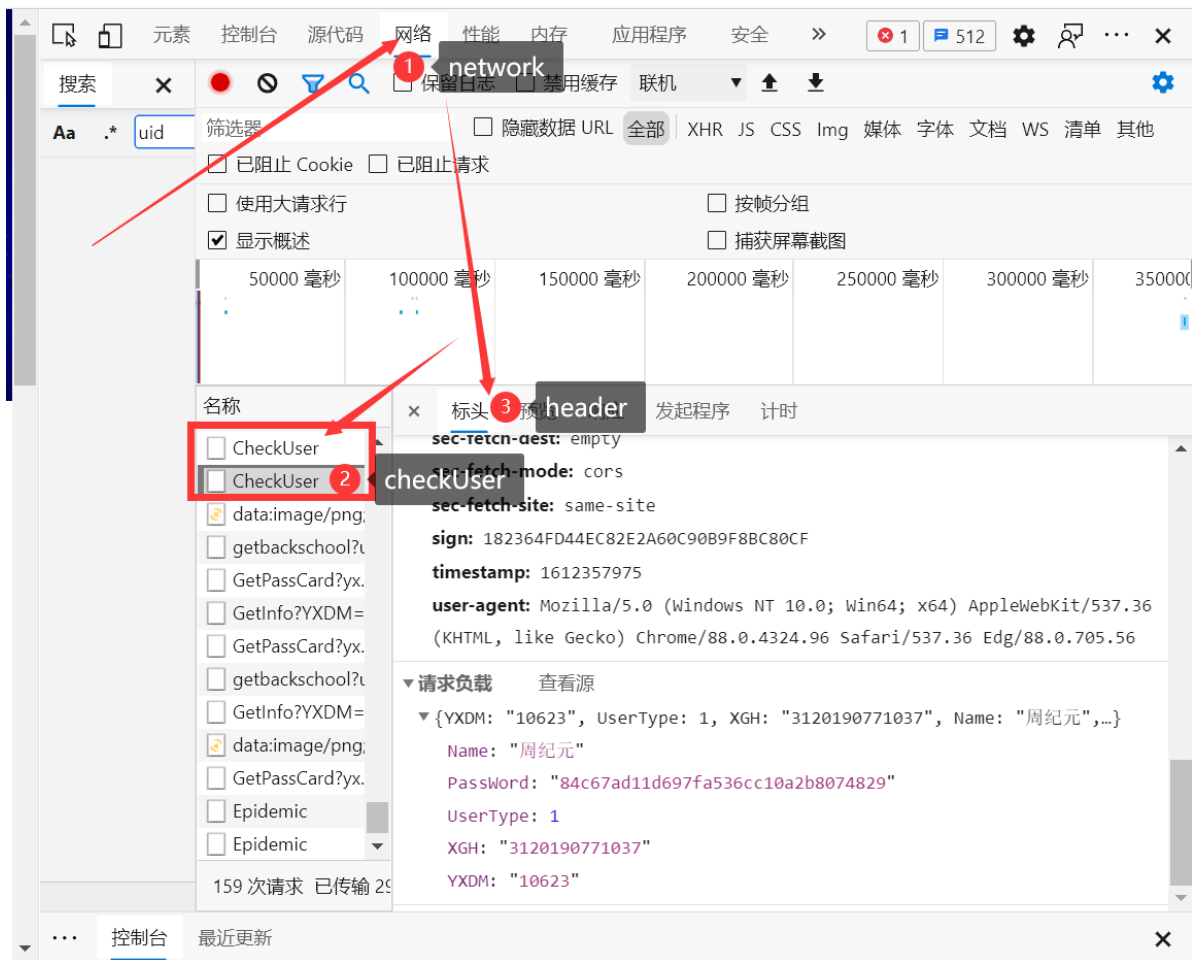 元素 控制台 源代码 网络 性能 内存 应用程序 安全 » 1 512 ···
搜索
1 network
保留日志 禁用缓存 联机
Aa .* uid
筛选器 隐藏数据 URL 全部 XHR JS CSS Img 媒体 字体 文档 WS 清单 其他
已阻止 Cookie 已阻止请求
使用大请求行 按帧分组
显示概述 捕获屏幕截图
50000 毫秒 100000 毫秒 150000 毫秒 200000 毫秒 250000 毫秒 300000 毫秒 35000(
名称
标头 3 header 发起程序 计时
CheckUser
CheckUser 2 checkUser
data:image/png;
getbackschool?u
GetPassCard?yx.
GetInfo?YXDM=
GetPassCard?yx.
getbackschool?u
GetInfo?YXDM=
data:image/png;
GetPassCard?yx.
Epidemic
Epidemic
159 次请求 已传输 29
sec-fetch-dest: empty
sec-fetch-mode: cors
sec-fetch-site: same-site
sign: 182364FD44EC82E2A60C90B9F8BC80CF
timestamp: 1612357975
user-agent: Mozilla/5.0 (Windows NT 10.0; Win64; x64) AppleWebKit/537.36
(KHTML, like Gecko) Chrome/88.0.4324.96 Safari/537.36 Edg/88.0.705.56
请求负载 查看源
{YXDM: "10623", UserType: 1, XGH: "3120190771037", Name: "周纪元",…}
Name: "周纪元"
PassWord: "84c67ad11d697fa536cc10a2b8074829"
UserType: 1
XGH: "3120190771037"
YXDM: "10623"
··· 控制台 最近更新